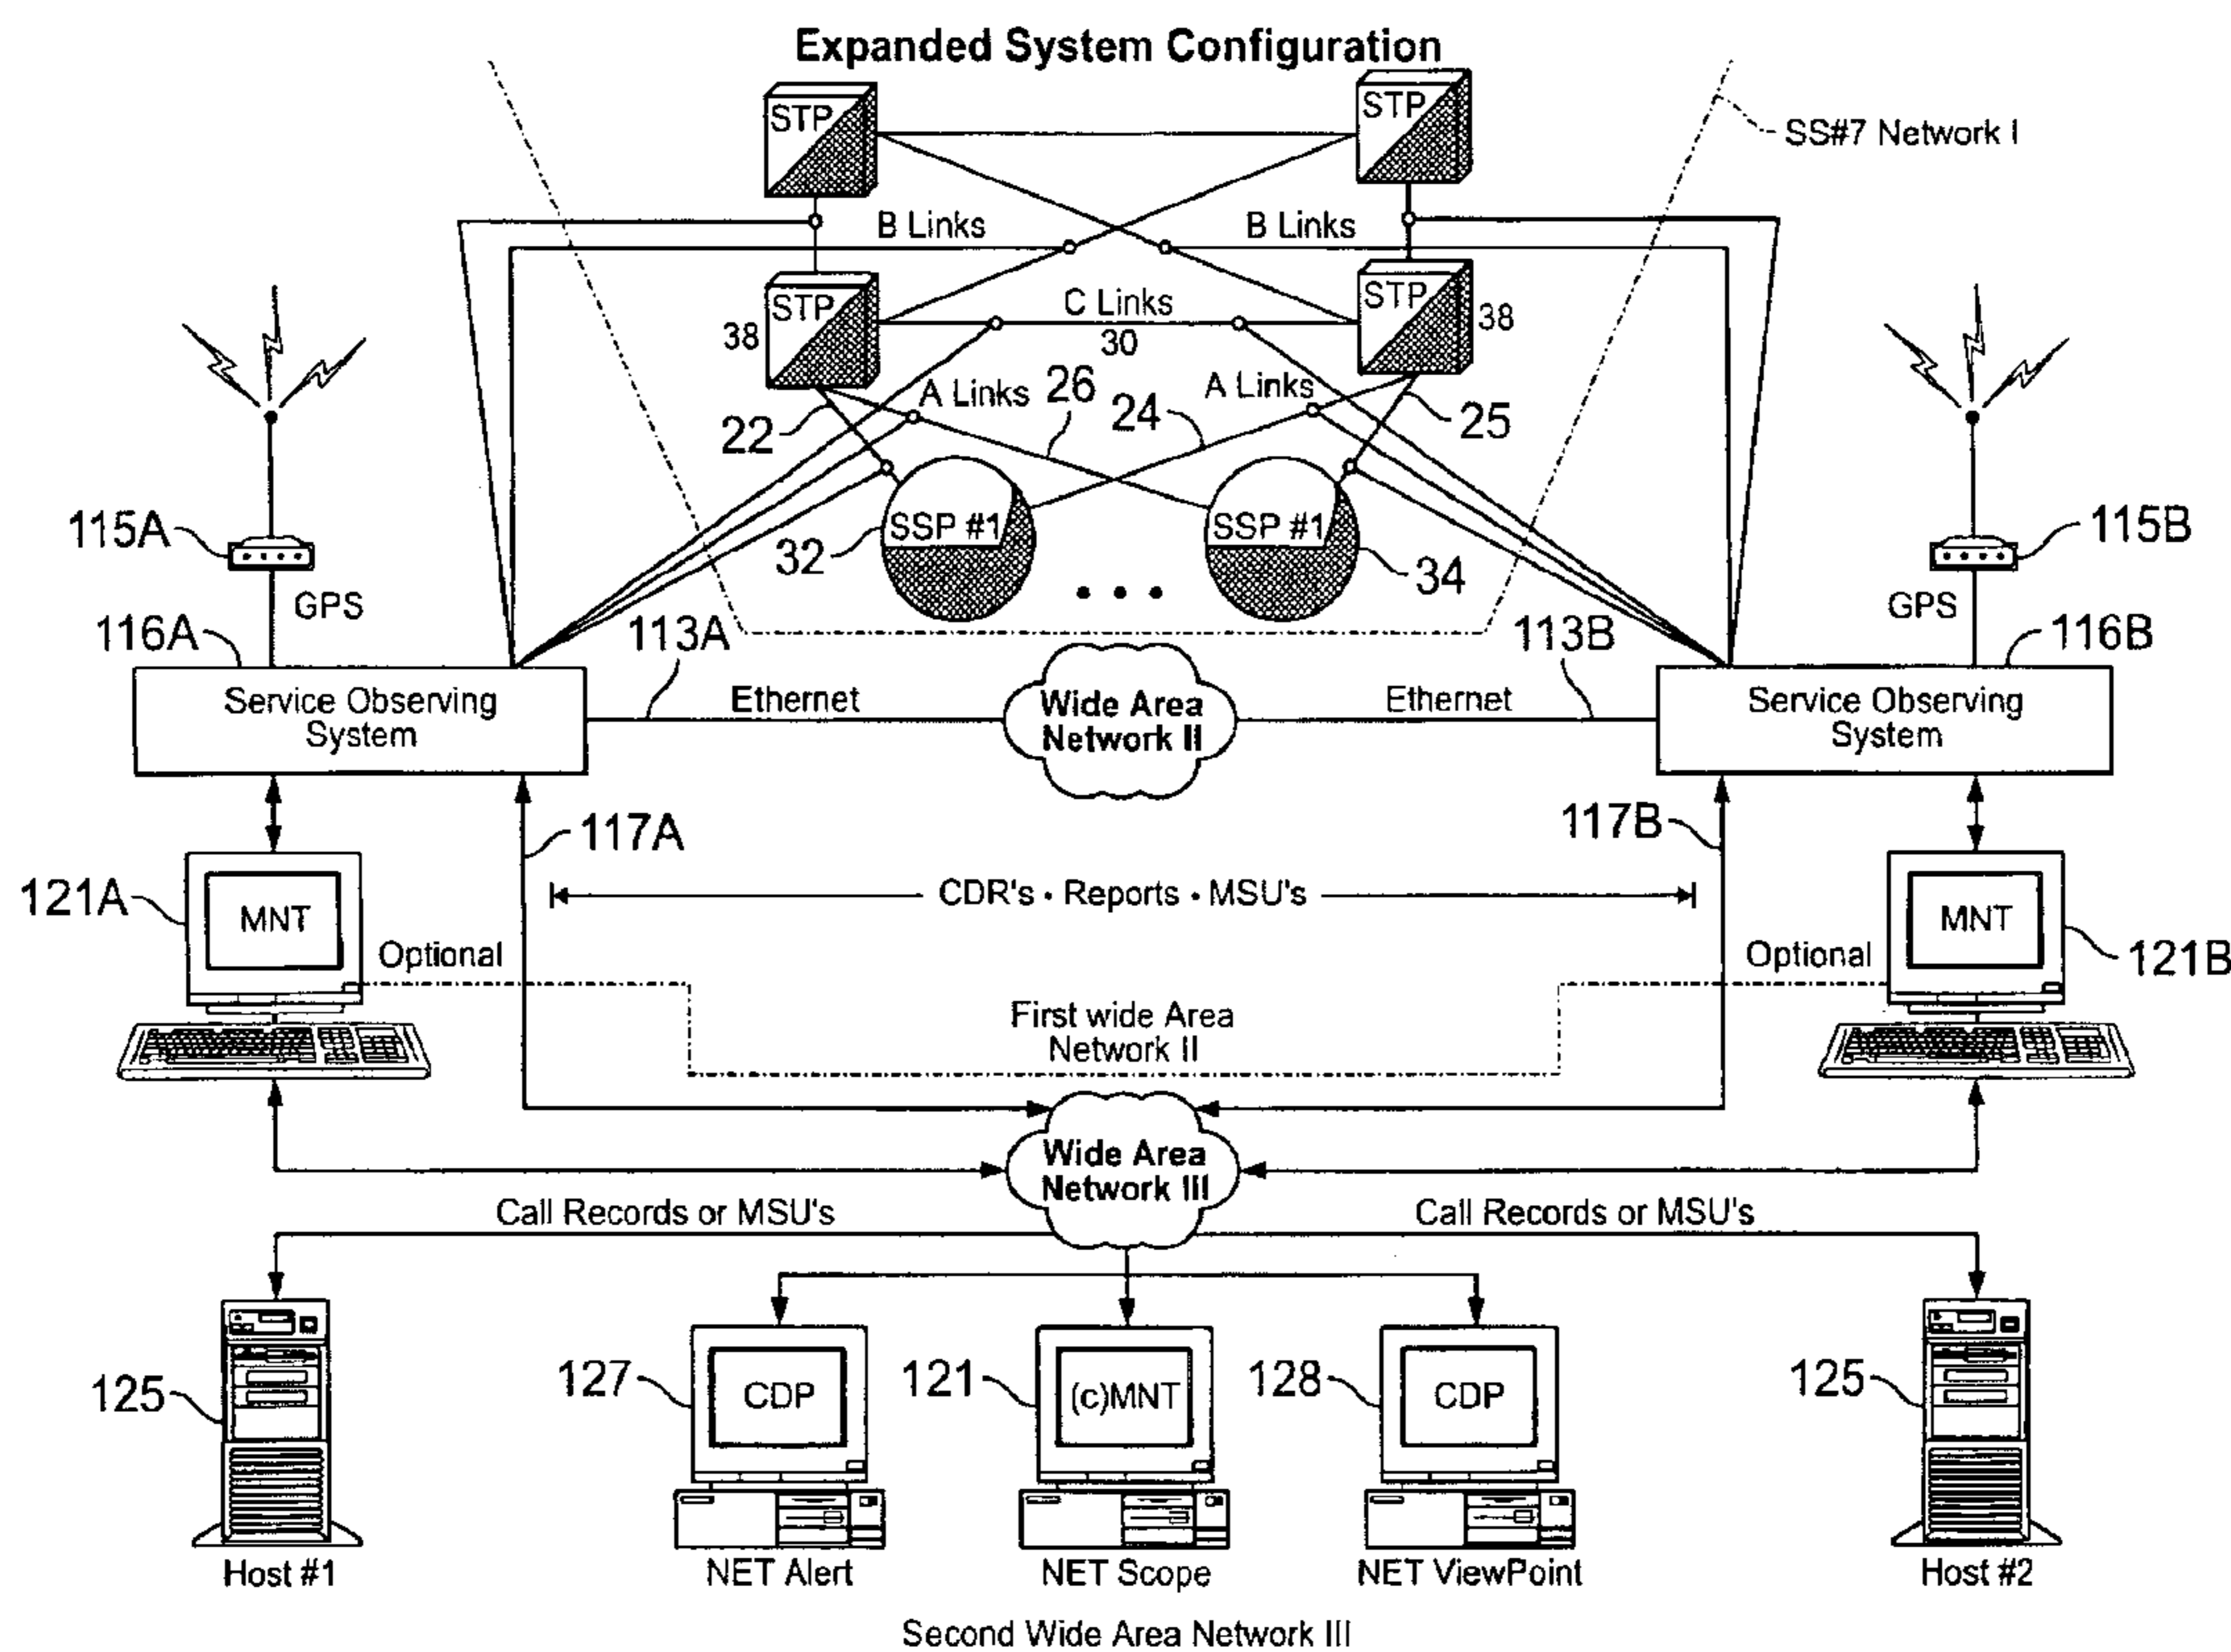 Expanded System Configuration
STP
STP
SS#7 Network I
B Links
B Links
STP
38
C Links
30
STP
38
A Links
26
A Links
22
24
25
SSP #1
32
SSP #1
34
115A
GPS
115B
GPS
116A
113A
113B
116B
Service Observing
System
Ethernet
Wide Area
Network II
Ethernet
Service Observing
System
117A
117B
121A
MNT
CDR's • Reports • MSU's
MNT
121B
Optional
Optional
First wide Area
Network II
Wide Area
Network III
Call Records or MSU's
Call Records or MSU's
125
127
CDP
121
(c)MNT
128
CDP
125
Host #1
NET Alert
NET Scope
NET ViewPoint
Host #2
Second Wide Area Network III